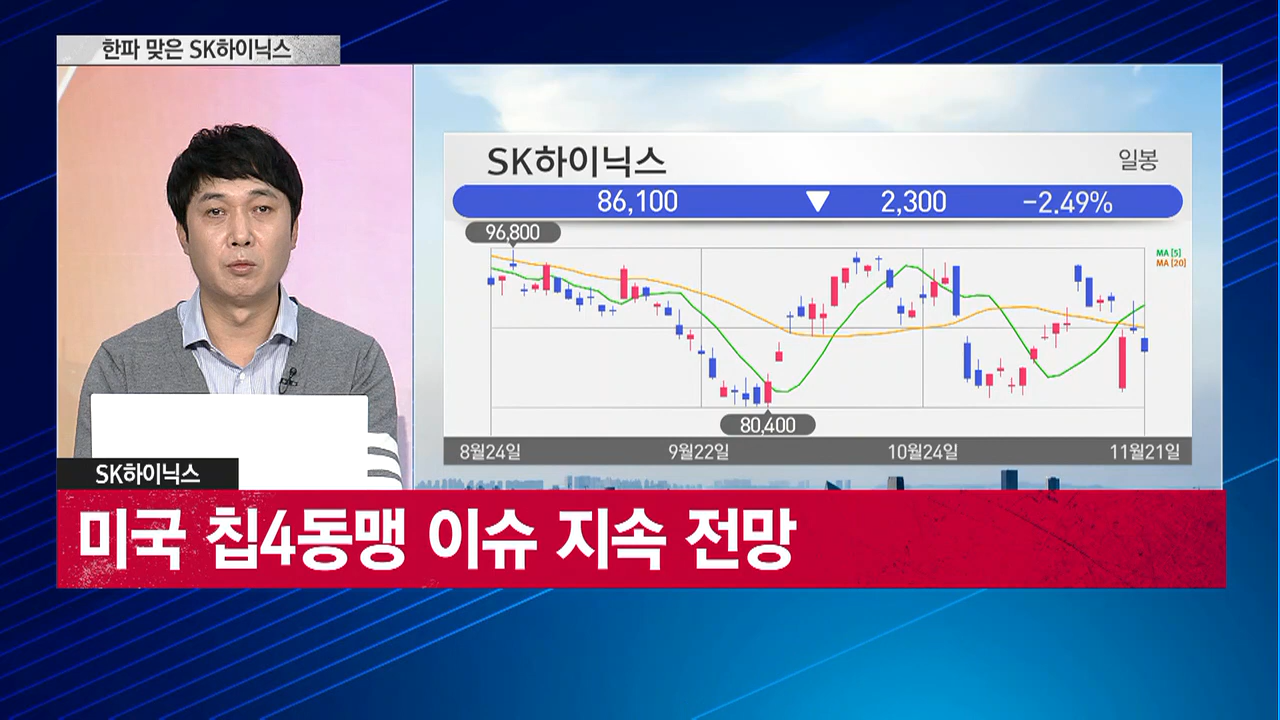 한파 맞은 SK하이닉스
SK하이닉스
일봉
86,100 ▼ 2,300 -2.49%
96,800
MA [5]
MA [20]
80,400
8월24일 9월22일 10월24일 11월21일
SK하이닉스
미국 칩4동맹 이슈 지속 전망